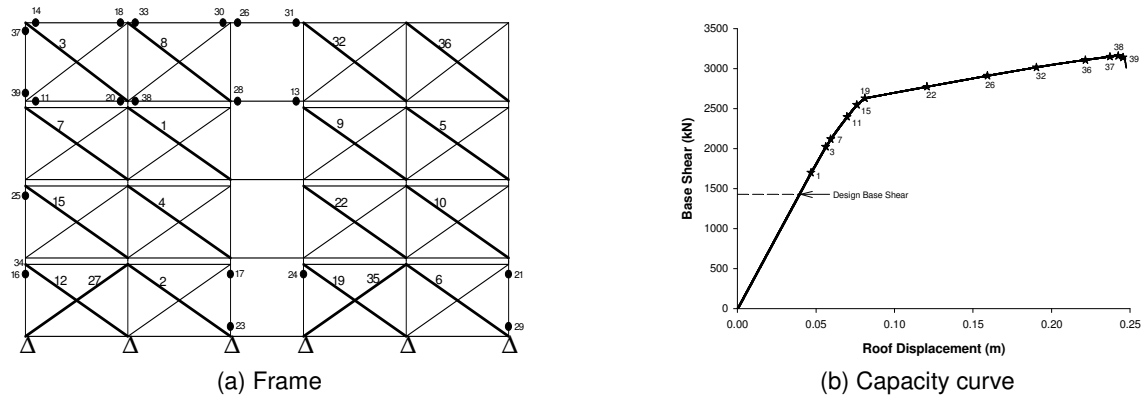 14 18 33 30 26 31
37
3 8 32 36
39
11 20 38 28 13
7 1 9 5
25
15 4 22 10
34
16 12 27 2 17 24 19 35 6 21
23 29
(a) Frame
3500
3000
2500
2000
1500
1000
500
0
Base Shear (kN)
1
3
7
11
15
19
22
26
32
36
37
38
39
Design Base Shear
0.00 0.05 0.10 0.15 0.20 0.25
Roof Displacement (m)
(b) Capacity curve